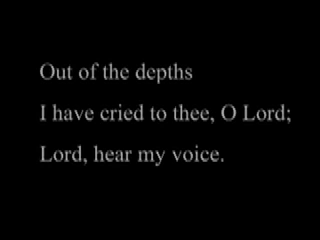 Out of the depths
I have cried to thee, O Lord;
Lord, hear my voice.